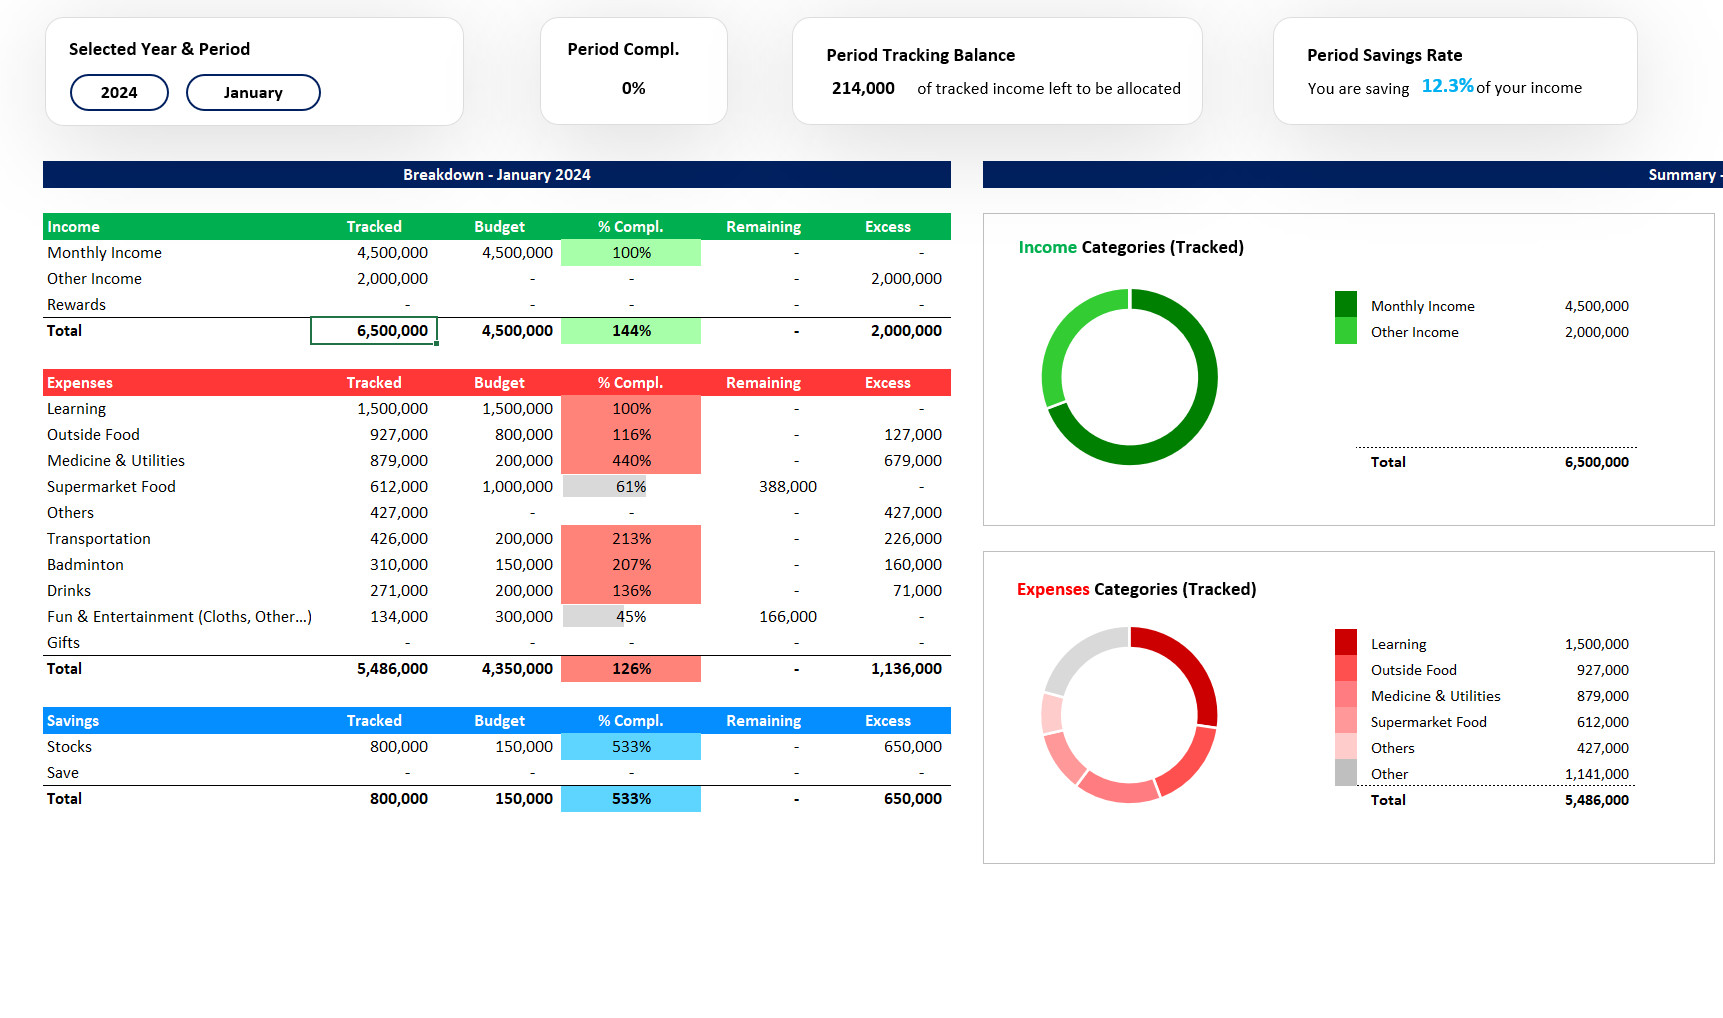 Selected Year & Period
2024 January
Period Compl.
0%
Period Tracking Balance
214,000 of tracked income left to be allocated
Period Savings Rate
You are saving 12.3% of your income
Breakdown - January 2024
Income Tracked Budget % Compl. Remaining Excess
Monthly Income 4,500,000 4,500,000 100% - -
Other Income 2,000,000 - - - 2,000,000
Rewards - - - - -
Total 6,500,000 4,500,000 144% - 2,000,000
Expenses Tracked Budget % Compl. Remaining Excess
Learning 1,500,000 1,500,000 100% - -
Outside Food 927,000 800,000 116% - 127,000
Medicine & Utilities 879,000 200,000 440% - 679,000
Supermarket Food 612,000 1,000,000 61% 388,000 -
Others 427,000 - - - 427,000
Transportation 426,000 200,000 213% - 226,000
Badminton 310,000 150,000 207% - 160,000
Drinks 271,000 200,000 136% - 71,000
Fun & Entertainment (Cloths, Other...) 134,000 300,000 45% 166,000 -
Gifts - - - - -
Total 5,486,000 4,350,000 126% - 1,136,000
Savings Tracked Budget % Compl. Remaining Excess
Stocks 800,000 150,000 533% - 650,000
Save - - - - -
Total 800,000 150,000 533% - 650,000
Summary -
Income Categories (Tracked)
Monthly Income 4,500,000
Other Income 2,000,000
Total 6,500,000
Expenses Categories (Tracked)
Learning 1,500,000
Outside Food 927,000
Medicine & Utilities 879,000
Supermarket Food 612,000
Others 427,000
Other 1,141,000
Total 5,486,000